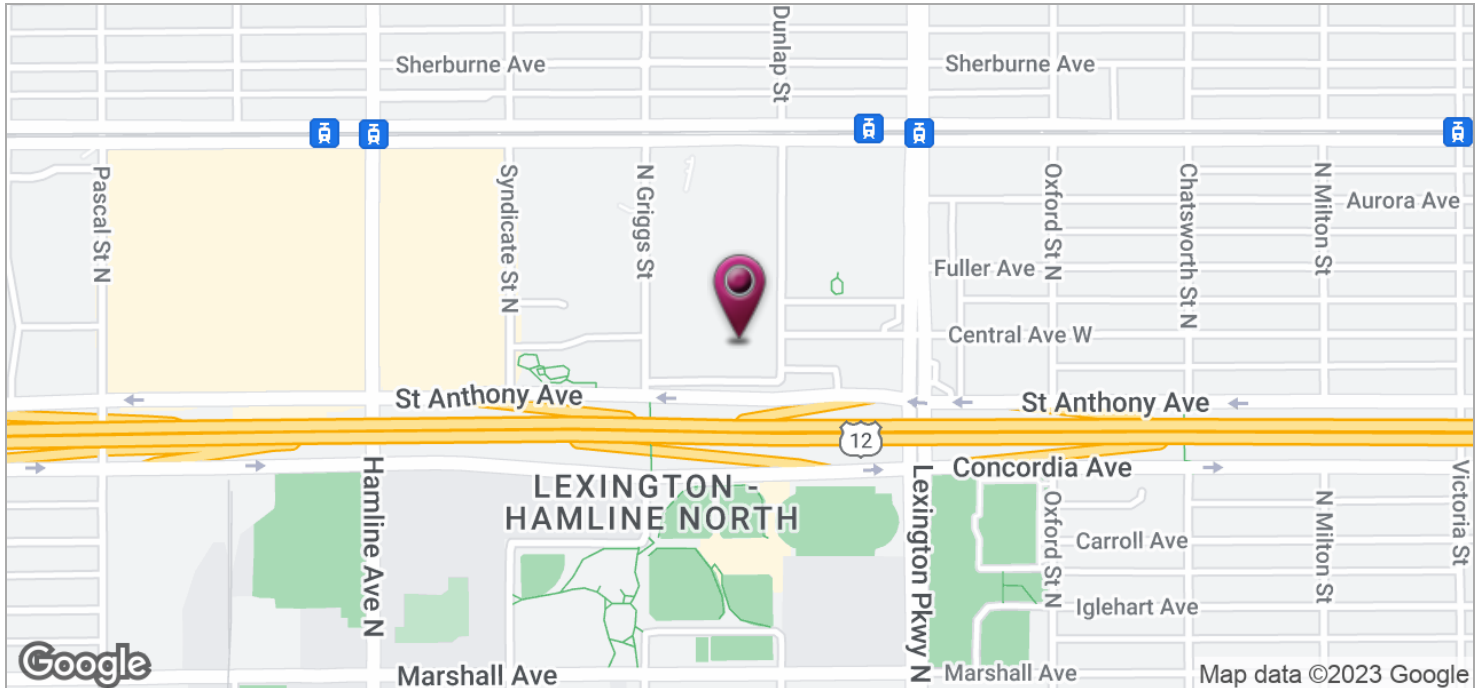 Dunlap St
Sherburne Ave
Sherburne Ave
Pascal St N
Syndicate St N
N Griggs St
Oxford St N
Chatsworth St N
N Milton St
Aurora Ave
Fuller Ave
Central Ave W
St Anthony Ave
St Anthony Ave
12
Hamline Ave N
LEXINGTON -
HAMLINE NORTH
Lexington Pkwy N
Concordia Ave
Oxford St N
N Milton St
Victoria St
Carroll Ave
Iglehart Ave
Google
Marshall Ave
Marshall Ave
Map data ©2023 Google